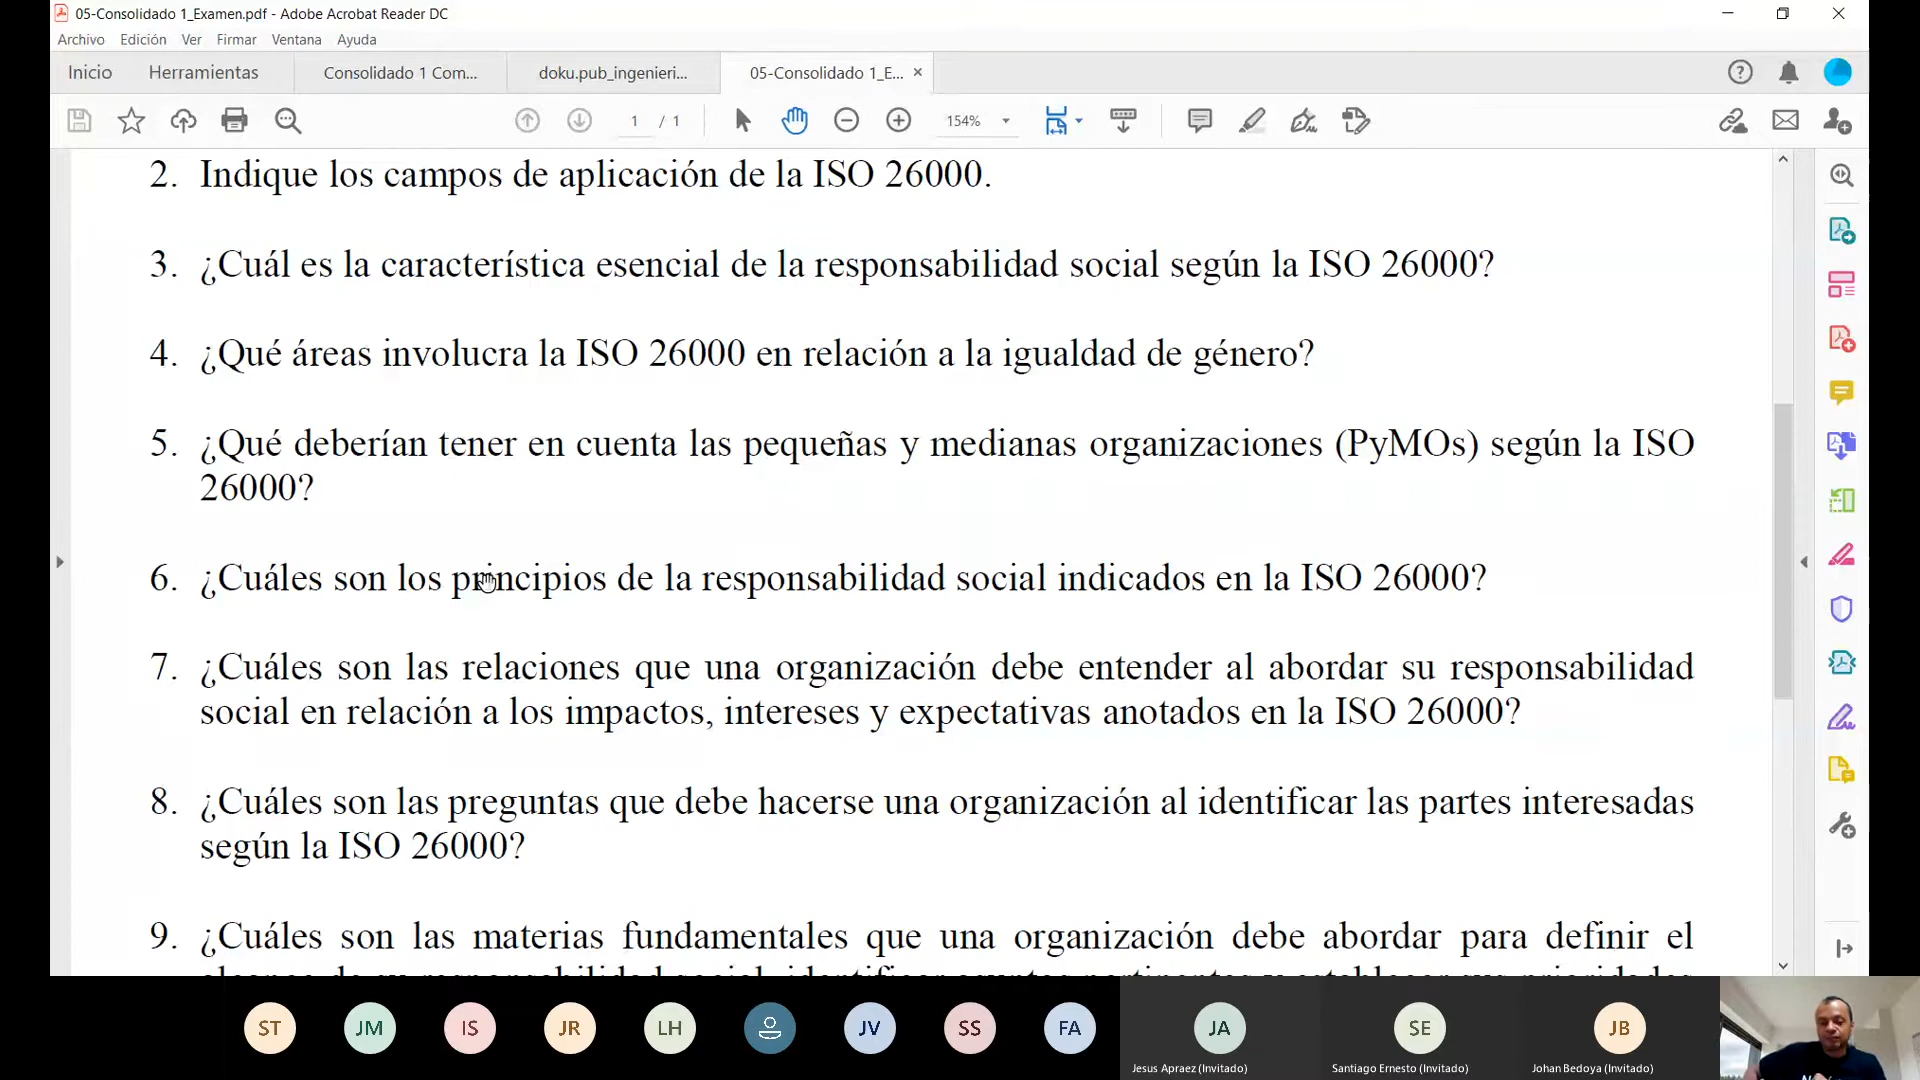 05-Consolidado 1_Examen.pdf - Adobe Acrobat Reader DC
Archivo Edición Ver Firmar Ventana Ayuda
Inicio Herramientas Consolidado 1 Com... doku.pub_ingenieri... 05-Consolidado 1_E... ×
1 / 1 154%
2. Indique los campos de aplicación de la ISO 26000.
3. ¿Cuál es la característica esencial de la responsabilidad social según la ISO 26000?
4. ¿Qué áreas involucra la ISO 26000 en relación a la igualdad de género?
5. ¿Qué deberían tener en cuenta las pequeñas y medianas organizaciones (PyMOs) según la ISO
26000?
6. ¿Cuáles son los principios de la responsabilidad social indicados en la ISO 26000?
7. ¿Cuáles son las relaciones que una organización debe entender al abordar su responsabilidad
social en relación a los impactos, intereses y expectativas anotados en la ISO 26000?
8. ¿Cuáles son las preguntas que debe hacerse una organización al identificar las partes interesadas
según la ISO 26000?
9. ¿Cuáles son las materias fundamentales que una organización debe abordar para definir el
ST JM IS JR LH JV SS FA JA SE JB
Jesus Apraez (Invitado) Santiago Ernesto (Invitado) Johan Bedoya (Invitado)